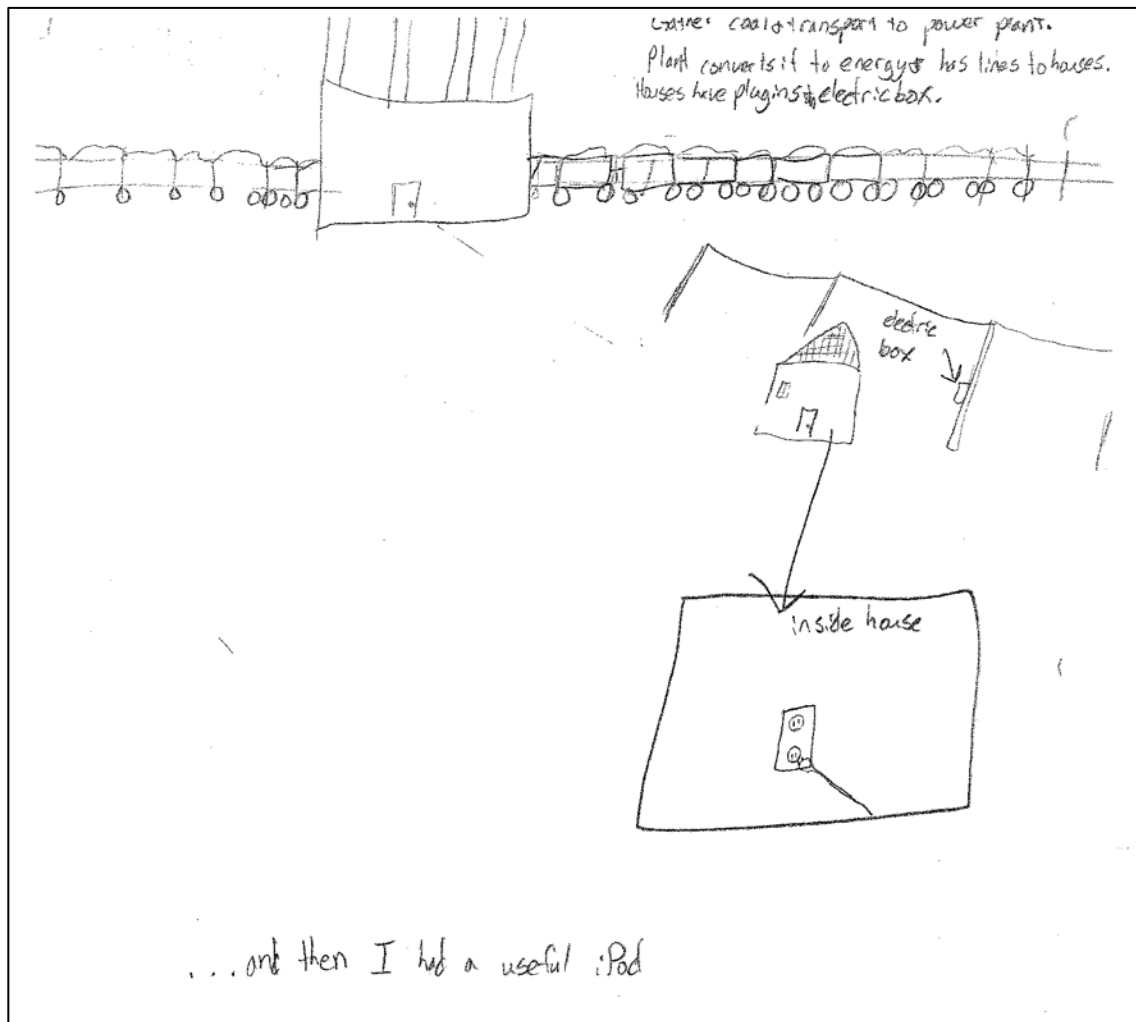 Gather coal & transport to power plant.
Plant converts it to energy & has lines to houses.
Houses have plugins & electric box.
electric
box
inside house
...and then I had a useful iPod